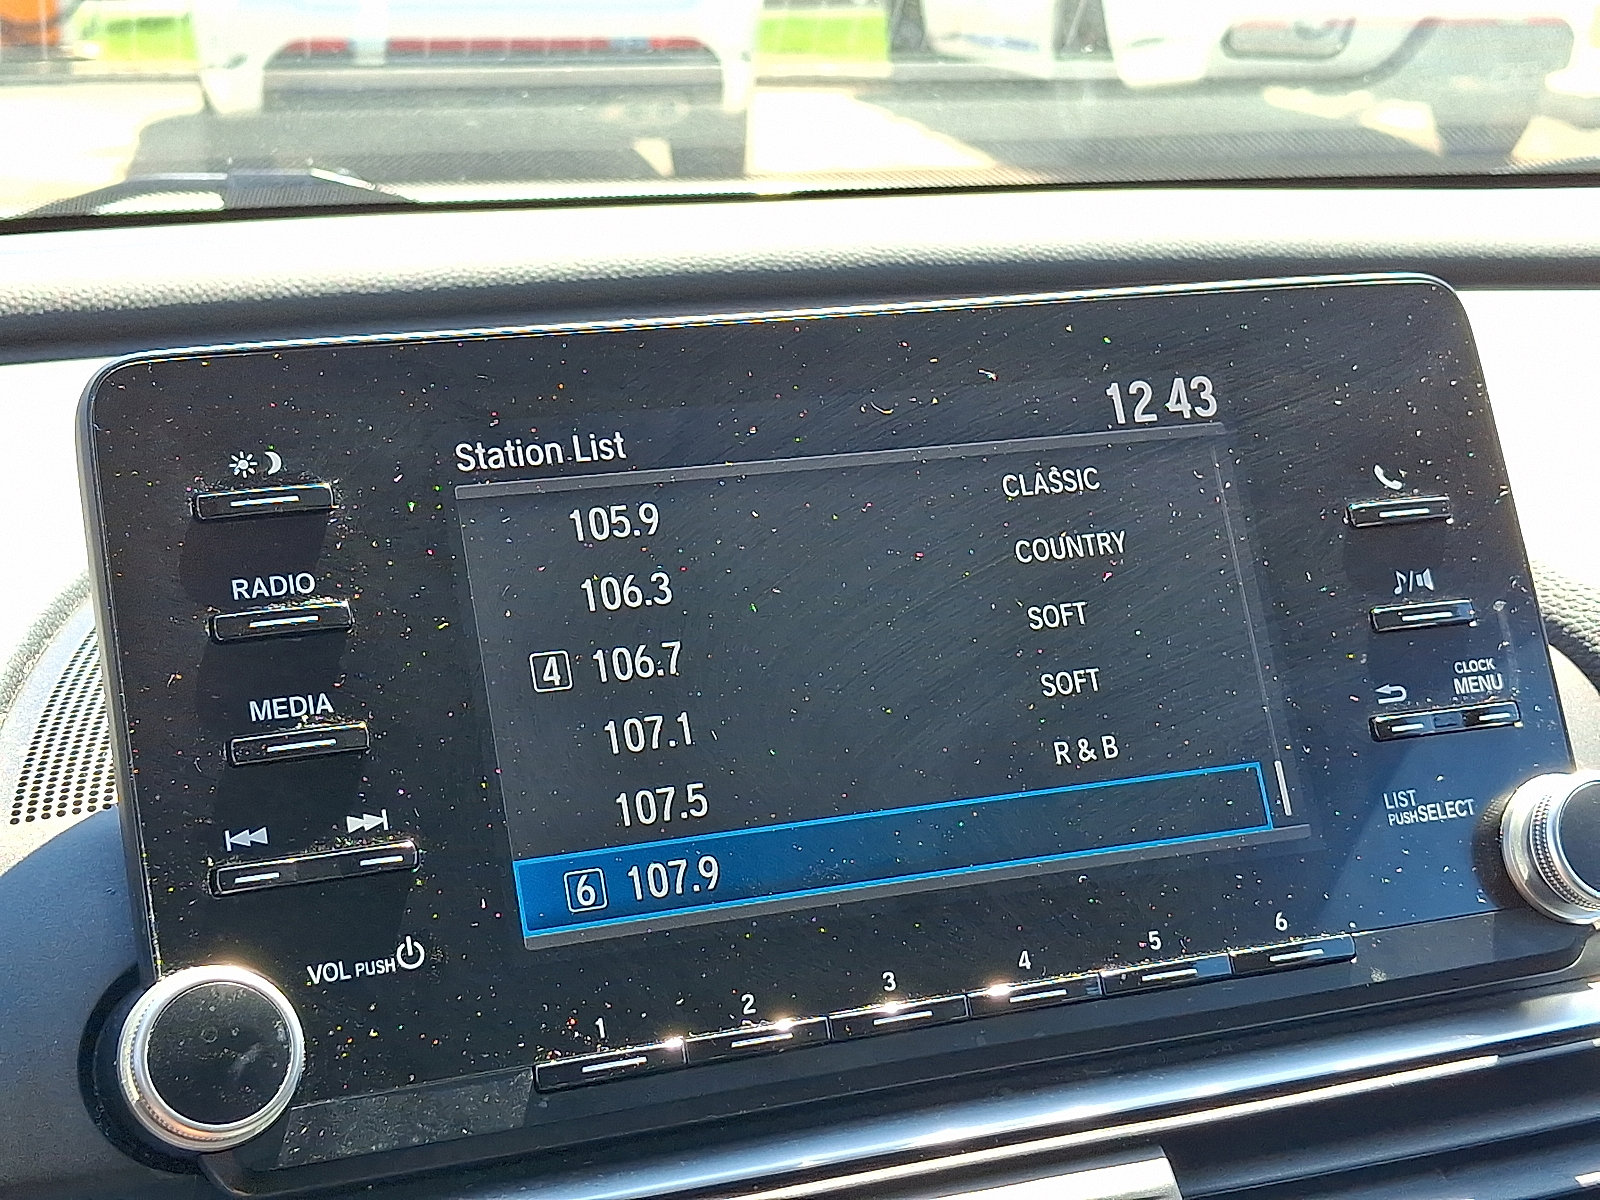 12 43
Station List
105.9 CLASSIC
106.3 COUNTRY
4 106.7 SOFT
107.1 SOFT
107.5 R & B
6 107.9
RADIO
MEDIA
VOL PUSH
1 2 3 4 5 6
CLOCK
MENU
LIST
PUSH SELECT